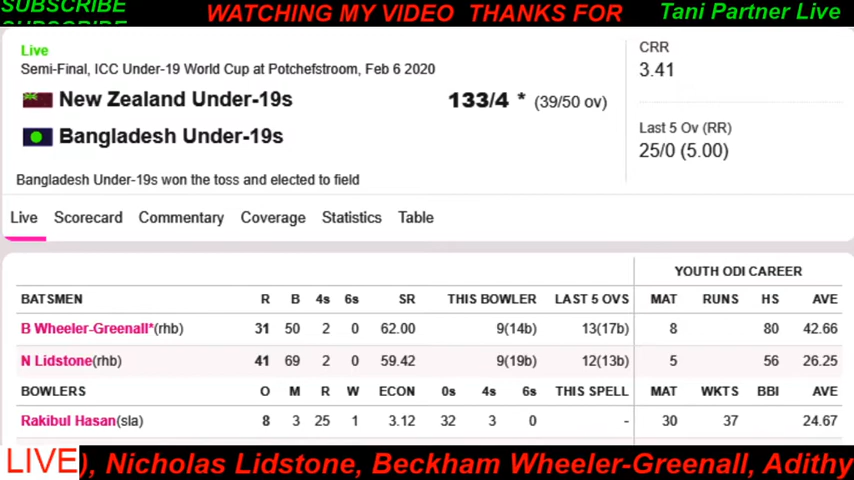 SUBSCRIBE
SUBSCRIBE
WATCHING MY VIDEO THANKS FOR
Tani Partner Live
Live
Semi-Final, ICC Under-19 World Cup at Potchefstroom, Feb 6 2020
New Zealand Under-19s 133/4 * (39/50 ov)
Bangladesh Under-19s
Bangladesh Under-19s won the toss and elected to field
CRR
3.41
Last 5 Ov (RR)
25/0 (5.00)
Live Scorecard Commentary Coverage Statistics Table
YOUTH ODI CAREER
BATSMEN R B 4s 6s SR THIS BOWLER LAST 5 OVS MAT RUNS HS AVE
B Wheeler-Greenall*(rhb) 31 50 2 0 62.00 9(14b) 13(17b) 8 80 42.66
N Lidstone(rhb) 41 69 2 0 59.42 9(19b) 12(13b) 5 56 26.25
BOWLERS O M R W ECON 0s 4s 6s THIS SPELL MAT WKTS BBI AVE
Rakibul Hasan(sla) 8 3 25 1 3.12 32 3 0 - 30 37 24.67
LIVE ), Nicholas Lidstone, Beckham Wheeler-Greenall, Adithy